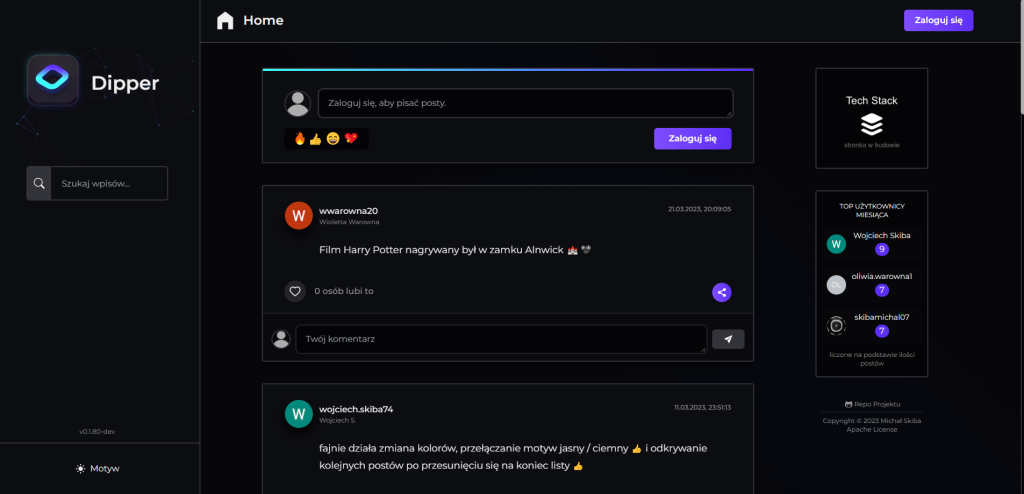 Dipper
Szukaj wpisów...
v0.1.80-dev
Motyw
Home
Zaloguj się
Zaloguj się, aby pisać posty.
Zaloguj się
W
wwarowna20
Wioletta Warowna
21.03.2023, 20:09:05
Film Harry Potter nagrywany był w zamku Alnwick 🏰 📽
0 osób lubi to
Twój komentarz
W
wojciech.skiba74
Wojciech S.
11.03.2023, 23:51:13
fajnie działa zmiana kolorów, przełączanie motyw jasny / ciemny 👍 i odkrywanie
kolejnych postów po przesunięciu się na koniec listy 👍
Tech Stack
stronka w budowie
TOP UŻYTKOWNICY
MIESIĄCA
W
Wojciech Skiba
9
OL
oliwia.warowna1
7
skibamichal07
7
liczone na podstawie ilości
postów
Repo Projektu
Copyright © 2023 Michał Skiba
Apache License